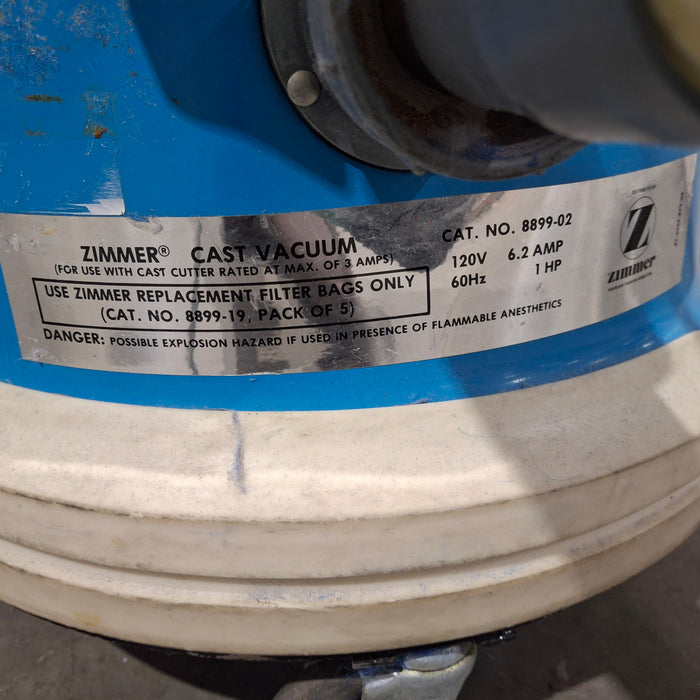 ZIMMER® CAST VACUUM
(FOR USE WITH CAST CUTTER RATED AT MAX. OF 3 AMPS)
USE ZIMMER REPLACEMENT FILTER BAGS ONLY
(CAT. NO. 8899-19, PACK OF 5)
DANGER: POSSIBLE EXPLOSION HAZARD IF USED IN PRESENCE OF FLAMMABLE ANESTHETICS
CAT. NO. 8899-02
120V 6.2 AMP
60Hz 1 HP
Z
zimmer